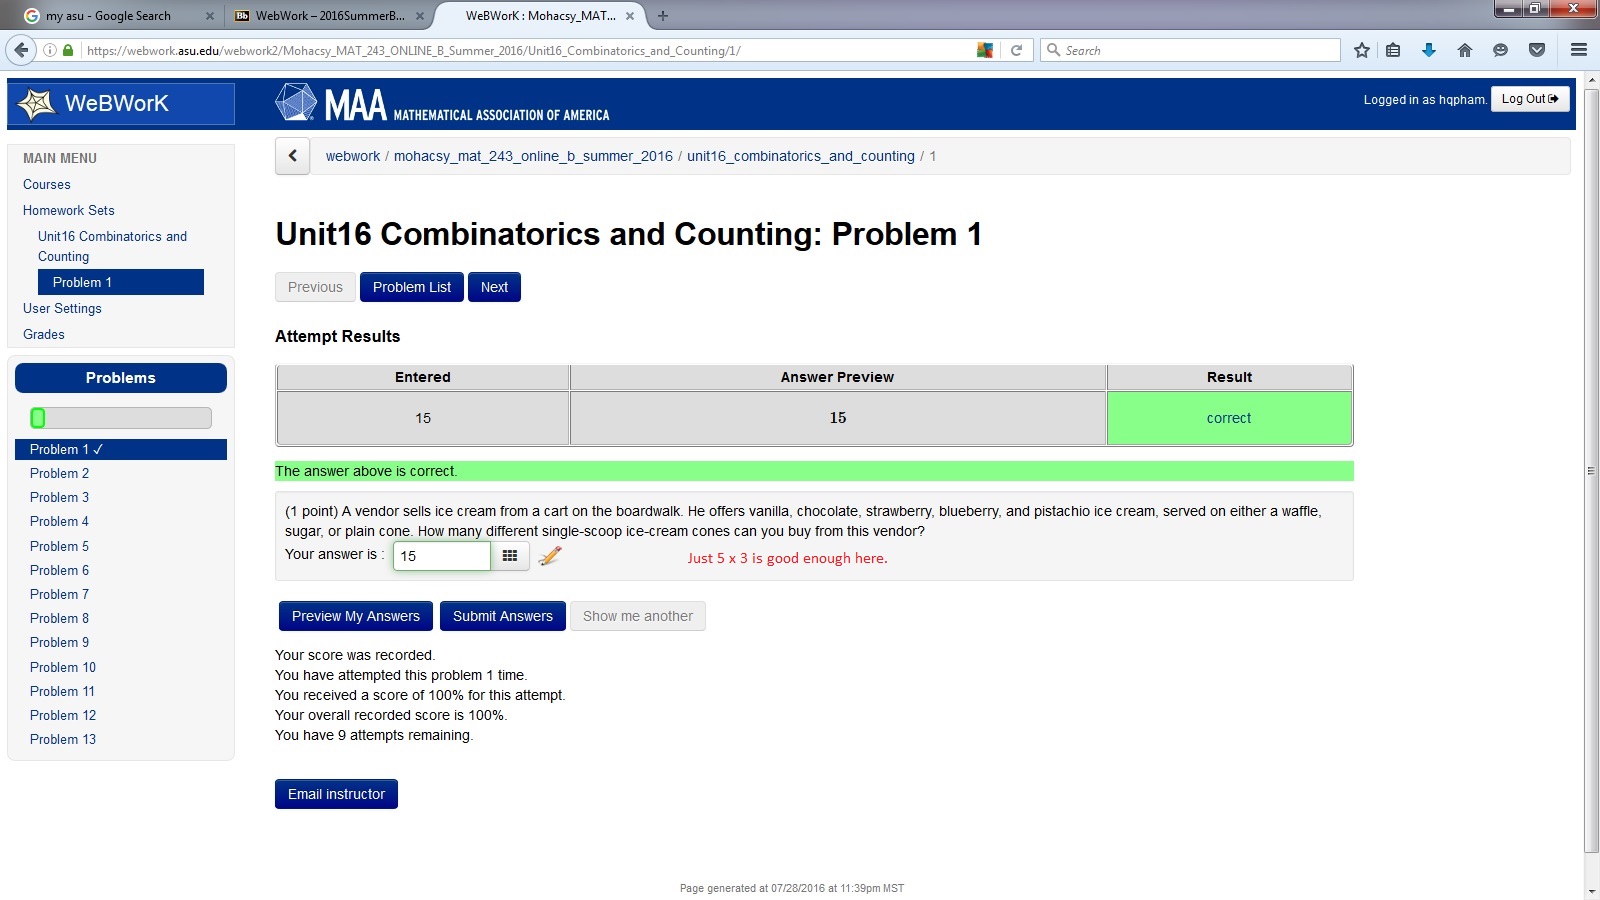 my asu - Google Search
WebWork – 2016SummerB...
WeBWorK : Mohacsy_MAT...
https://webwork.asu.edu/webwork2/Mohacsy_MAT_243_ONLINE_B_Summer_2016/Unit16_Combinatorics_and_Counting/1/
Search
WeBWorK
MAA MATHEMATICAL ASSOCIATION OF AMERICA
Logged in as hqpham.
Log Out
MAIN MENU
Courses
Homework Sets
Unit16 Combinatorics and
Counting
Problem 1
User Settings
Grades
Problems
Problem 1 ✓
Problem 2
Problem 3
Problem 4
Problem 5
Problem 6
Problem 7
Problem 8
Problem 9
Problem 10
Problem 11
Problem 12
Problem 13
webwork / mohacsy_mat_243_online_b_summer_2016 / unit16_combinatorics_and_counting / 1
Unit16 Combinatorics and Counting: Problem 1
Previous
Problem List
Next
Attempt Results
Entered Answer Preview Result
15 15 correct
The answer above is correct.
(1 point) A vendor sells ice cream from a cart on the boardwalk. He offers vanilla, chocolate, strawberry, blueberry, and pistachio ice cream, served on either a waffle,
sugar, or plain cone. How many different single-scoop ice-cream cones can you buy from this vendor?
Your answer is : 15
Just 5 x 3 is good enough here.
Preview My Answers
Submit Answers
Show me another
Your score was recorded.
You have attempted this problem 1 time.
You received a score of 100% for this attempt.
Your overall recorded score is 100%.
You have 9 attempts remaining.
Email instructor
Page generated at 07/28/2016 at 11:39pm MST